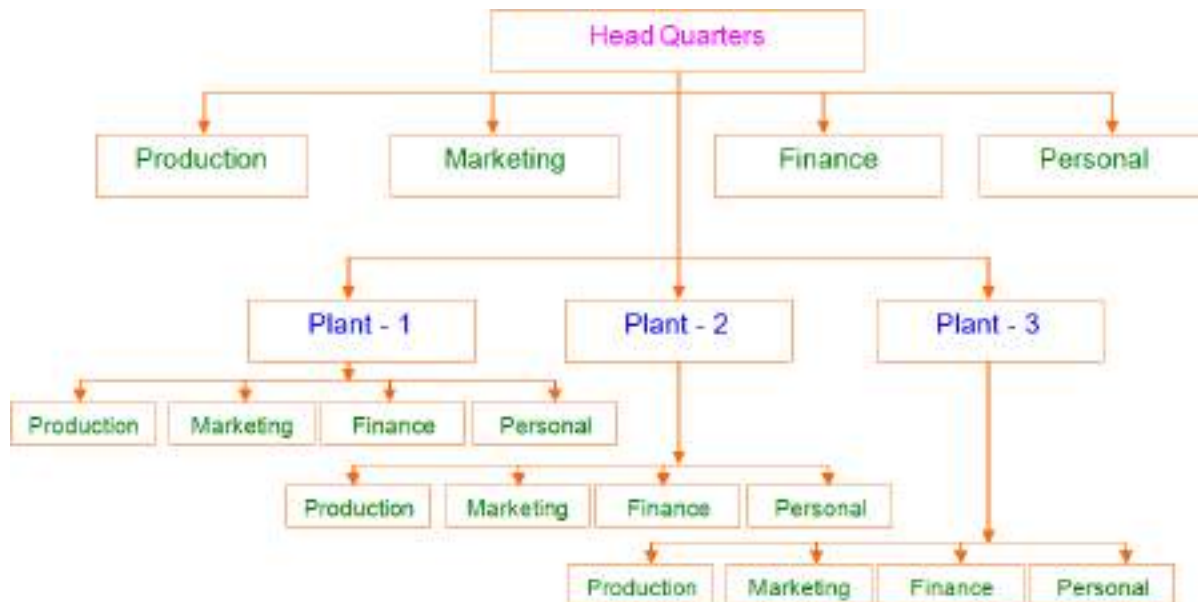 Head Quarters
Production
Marketing
Finance
Personal
Plant - 1
Plant - 2
Plant - 3
Production
Marketing
Finance
Personal
Production
Marketing
Finance
Personal
Production
Marketing
Finance
Personal